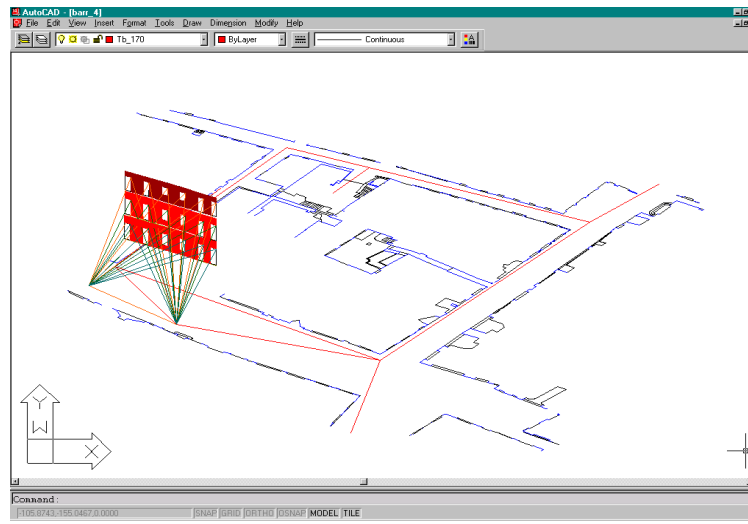 AutoCAD - [barr_4]
File Edit View Insert Format Tools Draw Dimension Modify Help
Tb_170 ByLayer Continuous
Y
W
X
Command:
-105.8743,-155.0467,0.0000 SNAP GRID ORTHO OSNAP MODEL TILE